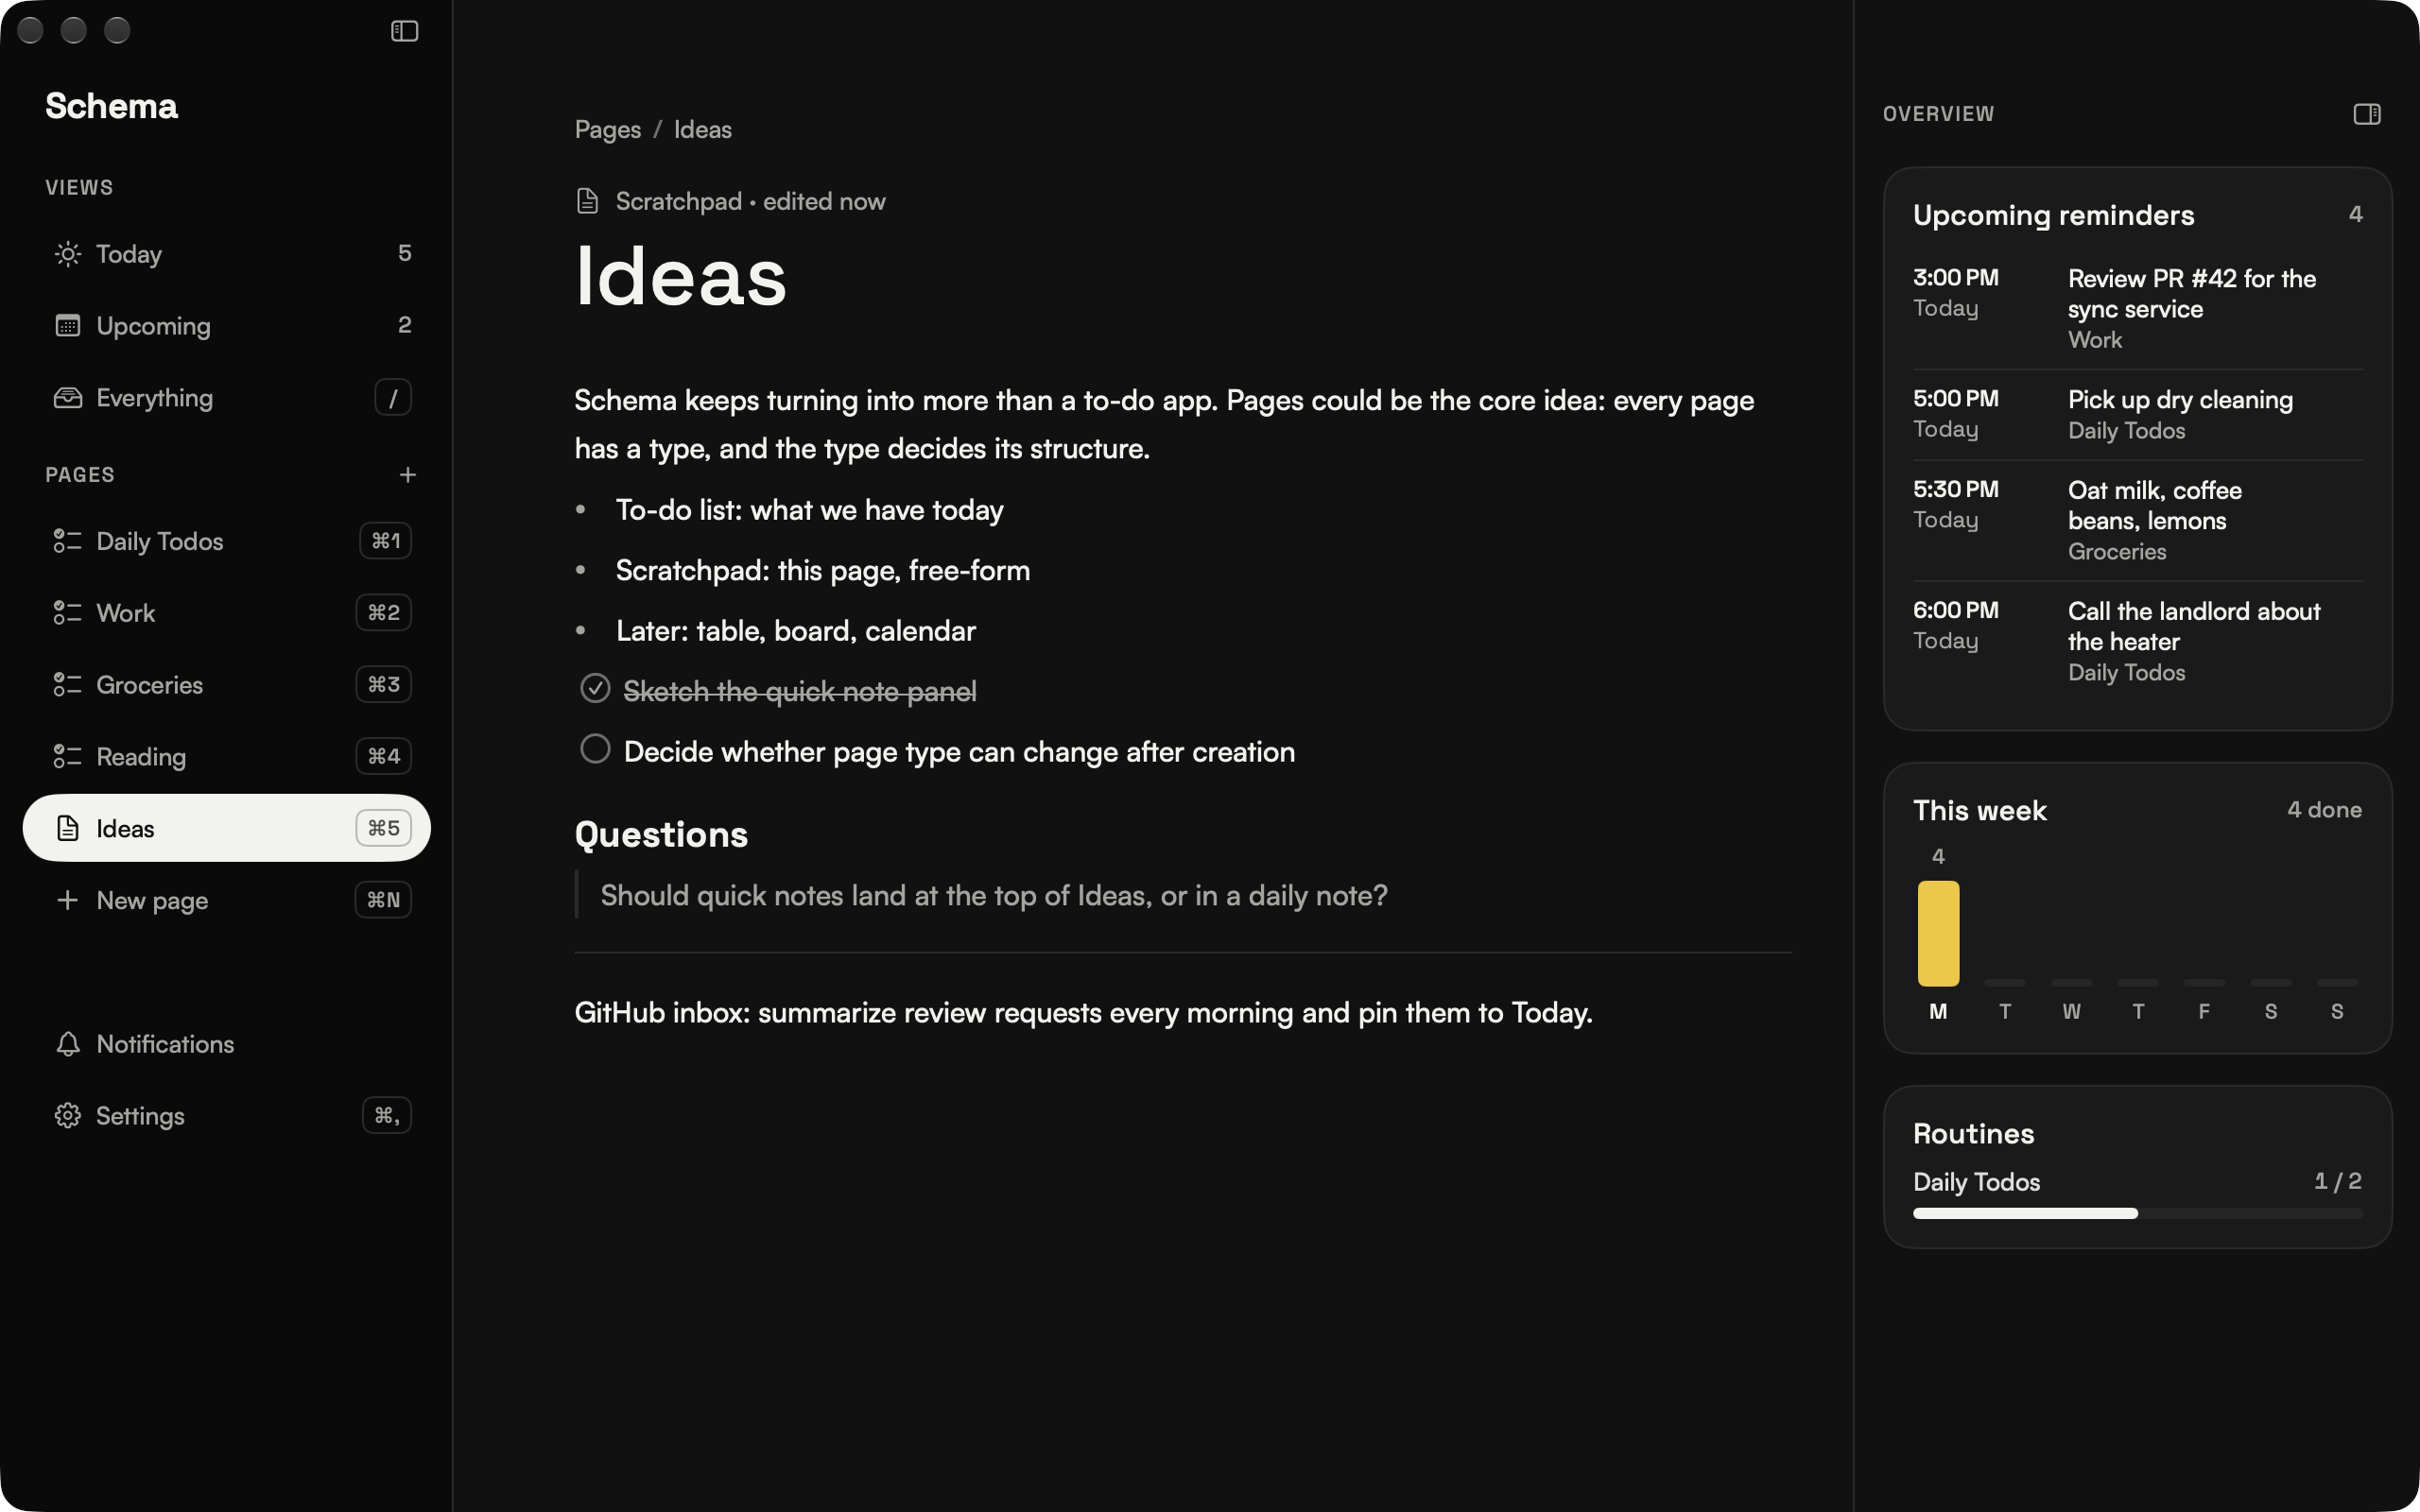 Schema
VIEWS
Today 5
Upcoming 2
Everything /
PAGES
Daily Todos ⌘1
Work ⌘2
Groceries ⌘3
Reading ⌘4
Ideas ⌘5
New page ⌘N
Notifications
Settings ⌘,
Pages / Ideas
Scratchpad · edited now
Ideas
Schema keeps turning into more than a to-do app. Pages could be the core idea: every page
has a type, and the type decides its structure.
• To-do list: what we have today
• Scratchpad: this page, free-form
• Later: table, board, calendar
Sketch the quick note panel
Decide whether page type can change after creation
Questions
Should quick notes land at the top of Ideas, or in a daily note?
GitHub inbox: summarize review requests every morning and pin them to Today.
OVERVIEW
Upcoming reminders 4
3:00 PM
Today
Review PR #42 for the
sync service
Work
5:00 PM
Today
Pick up dry cleaning
Daily Todos
5:30 PM
Today
Oat milk, coffee
beans, lemons
Groceries
6:00 PM
Today
Call the landlord about
the heater
Daily Todos
This week 4 done
4
M T W T F S S
Routines
Daily Todos 1 / 2